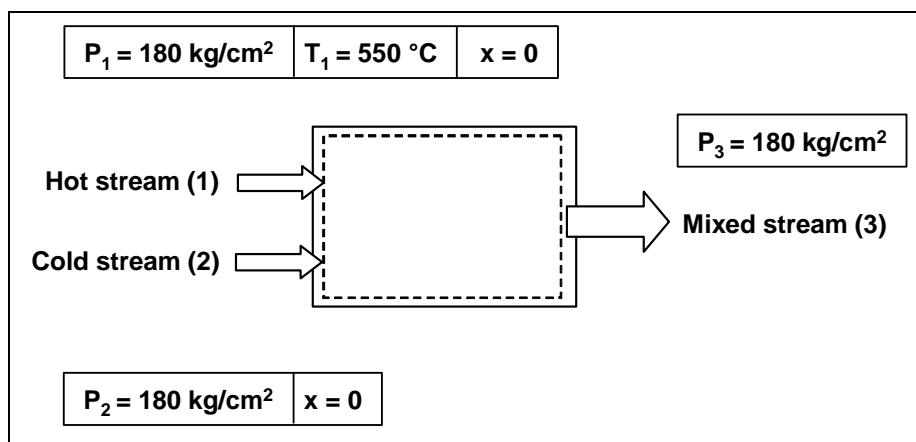 P₁ = 180 kg/cm² T₁ = 550 °C x = 0
P₃ = 180 kg/cm²
Hot stream (1)
Mixed stream (3)
Cold stream (2)
P₂ = 180 kg/cm² x = 0